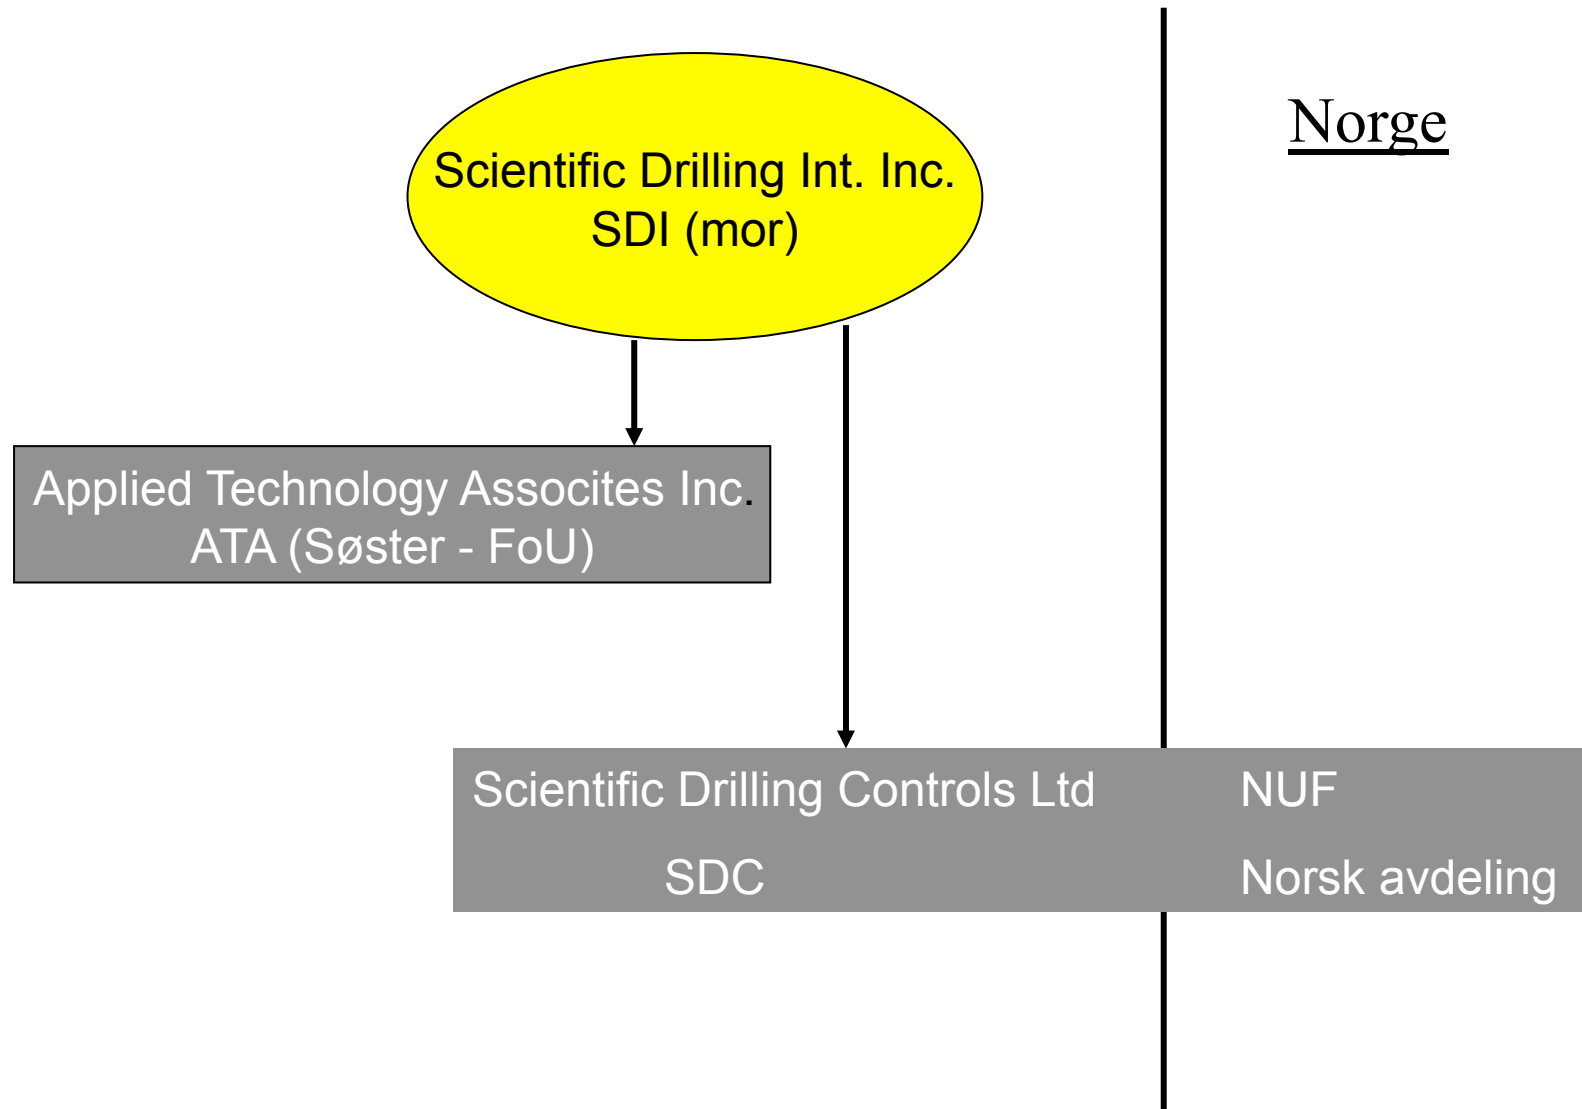 Norge
Scientific Drilling Int. Inc.
SDI (mor)
Applied Technology Assocites Inc.
ATA (Søster - FoU)
Scientific Drilling Controls Ltd NUF
SDC Norsk avdeling